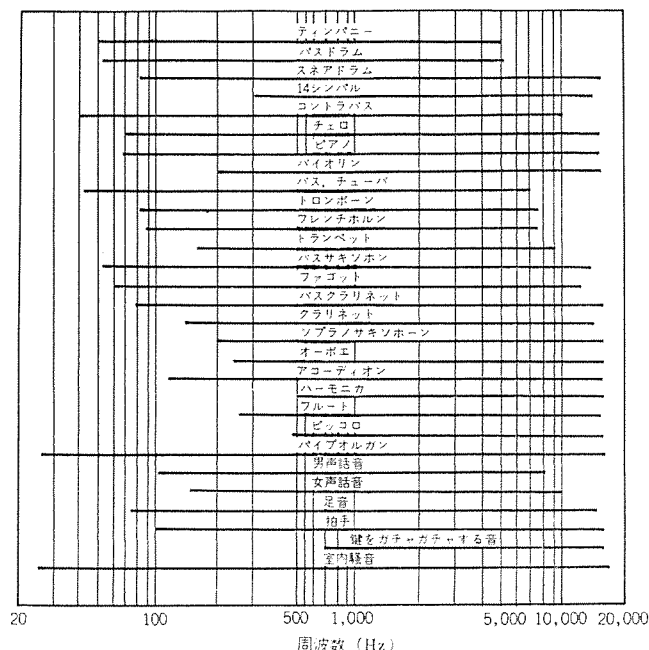 ティンパニー
バスドラム
スネアドラム
14シンバル
コントラバス
チェロ
ピアノ
バイオリン
バス,チューバ
トロンボーン
フレンチホルン
トランペット
バスサキソホン
ファゴット
バスクラリネット
クラリネット
ソプラノサキソホーン
オーボエ
アコーディオン
ハーモニカ
フルート
ピッコロ
パイプオルガン
男声話音
女声話音
足音
拍手
鍵をガチャガチャする音
室内騒音
20 100 500 1,000 5,000 10,000 20,000
周波数 (Hz)